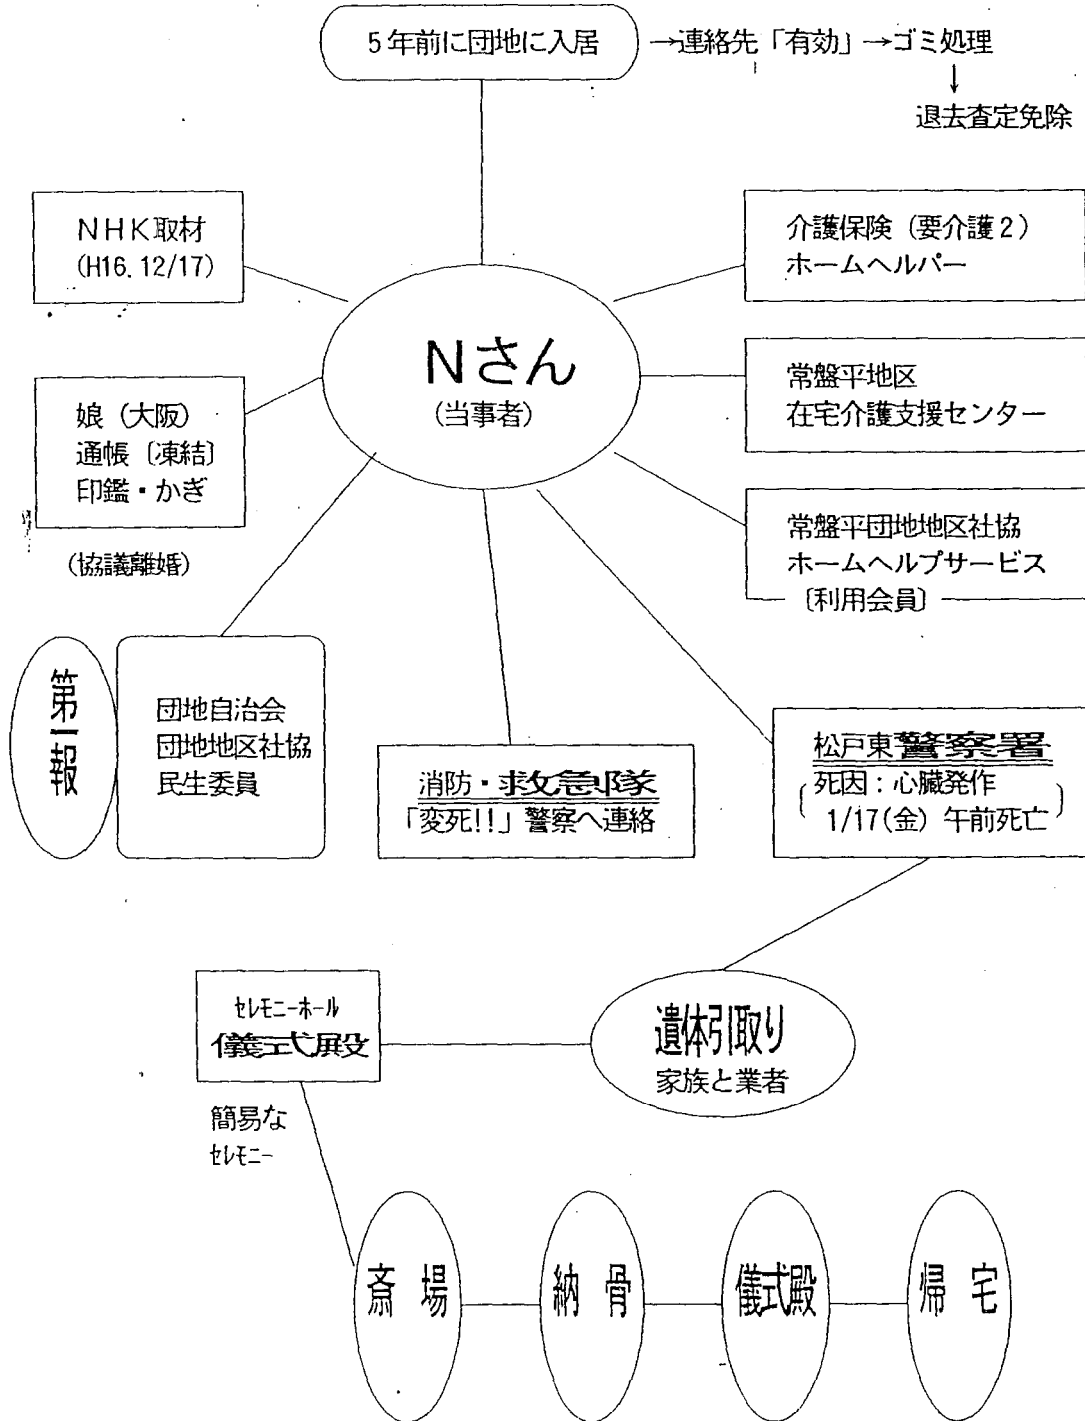 5年前に団地に入居 →連絡先「有効」→ゴミ処理
↓
退去査定免除
NHK取材
(H16.12/17)
介護保険(要介護2)
ホームヘルパー
Nさん
(当事者)
娘(大阪)
通帳〔凍結〕
印鑑・かぎ
(協議離婚)
常盤平地区
在宅介護支援センター
常盤平団地地区社協
ホームヘルプサービス
〔利用会員〕
第一報
団地自治会
団地地区社協
民生委員
消防・救急隊
「変死!!」警察へ連絡
松戸東警察署
死因:心臓発作
1/17(金)午前死亡
セレモニーホール
儀式殿
簡易な
セレモニー
遺体引取り
家族と業者
斎場
納骨
儀式殿
帰宅